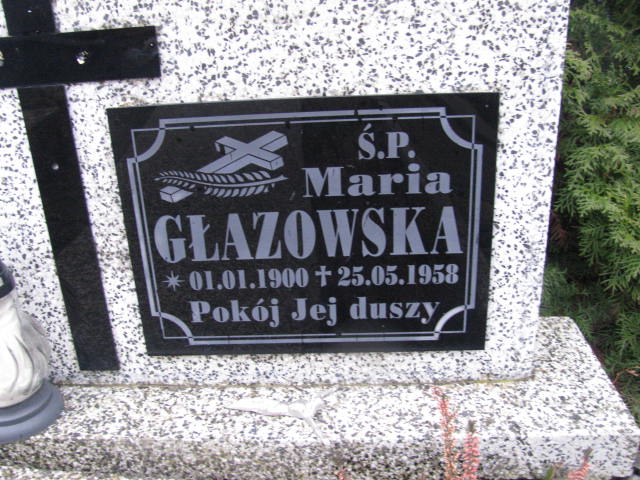 Ś.P.
Maria
GŁAZOWSKA
* 01.01.1900 † 25.05.1958
Pokój Jej duszy